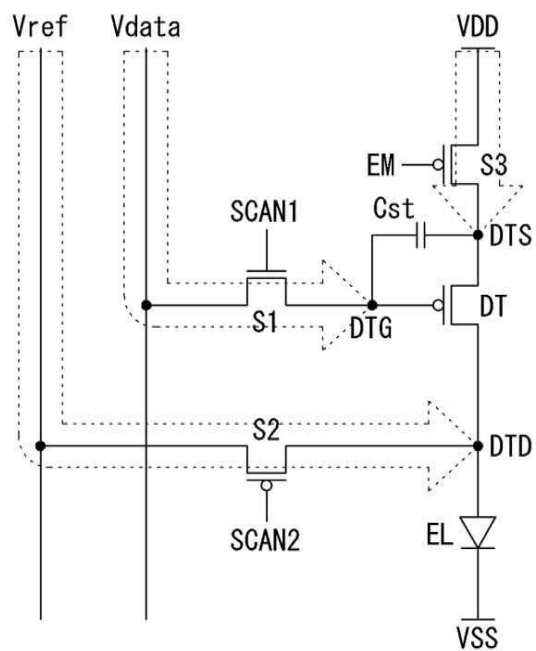 Vref Vdata VDD
EM S3
Cst
SCAN1
DTS
DT
S1 DTG
S2
DTD
SCAN2 EL
VSS